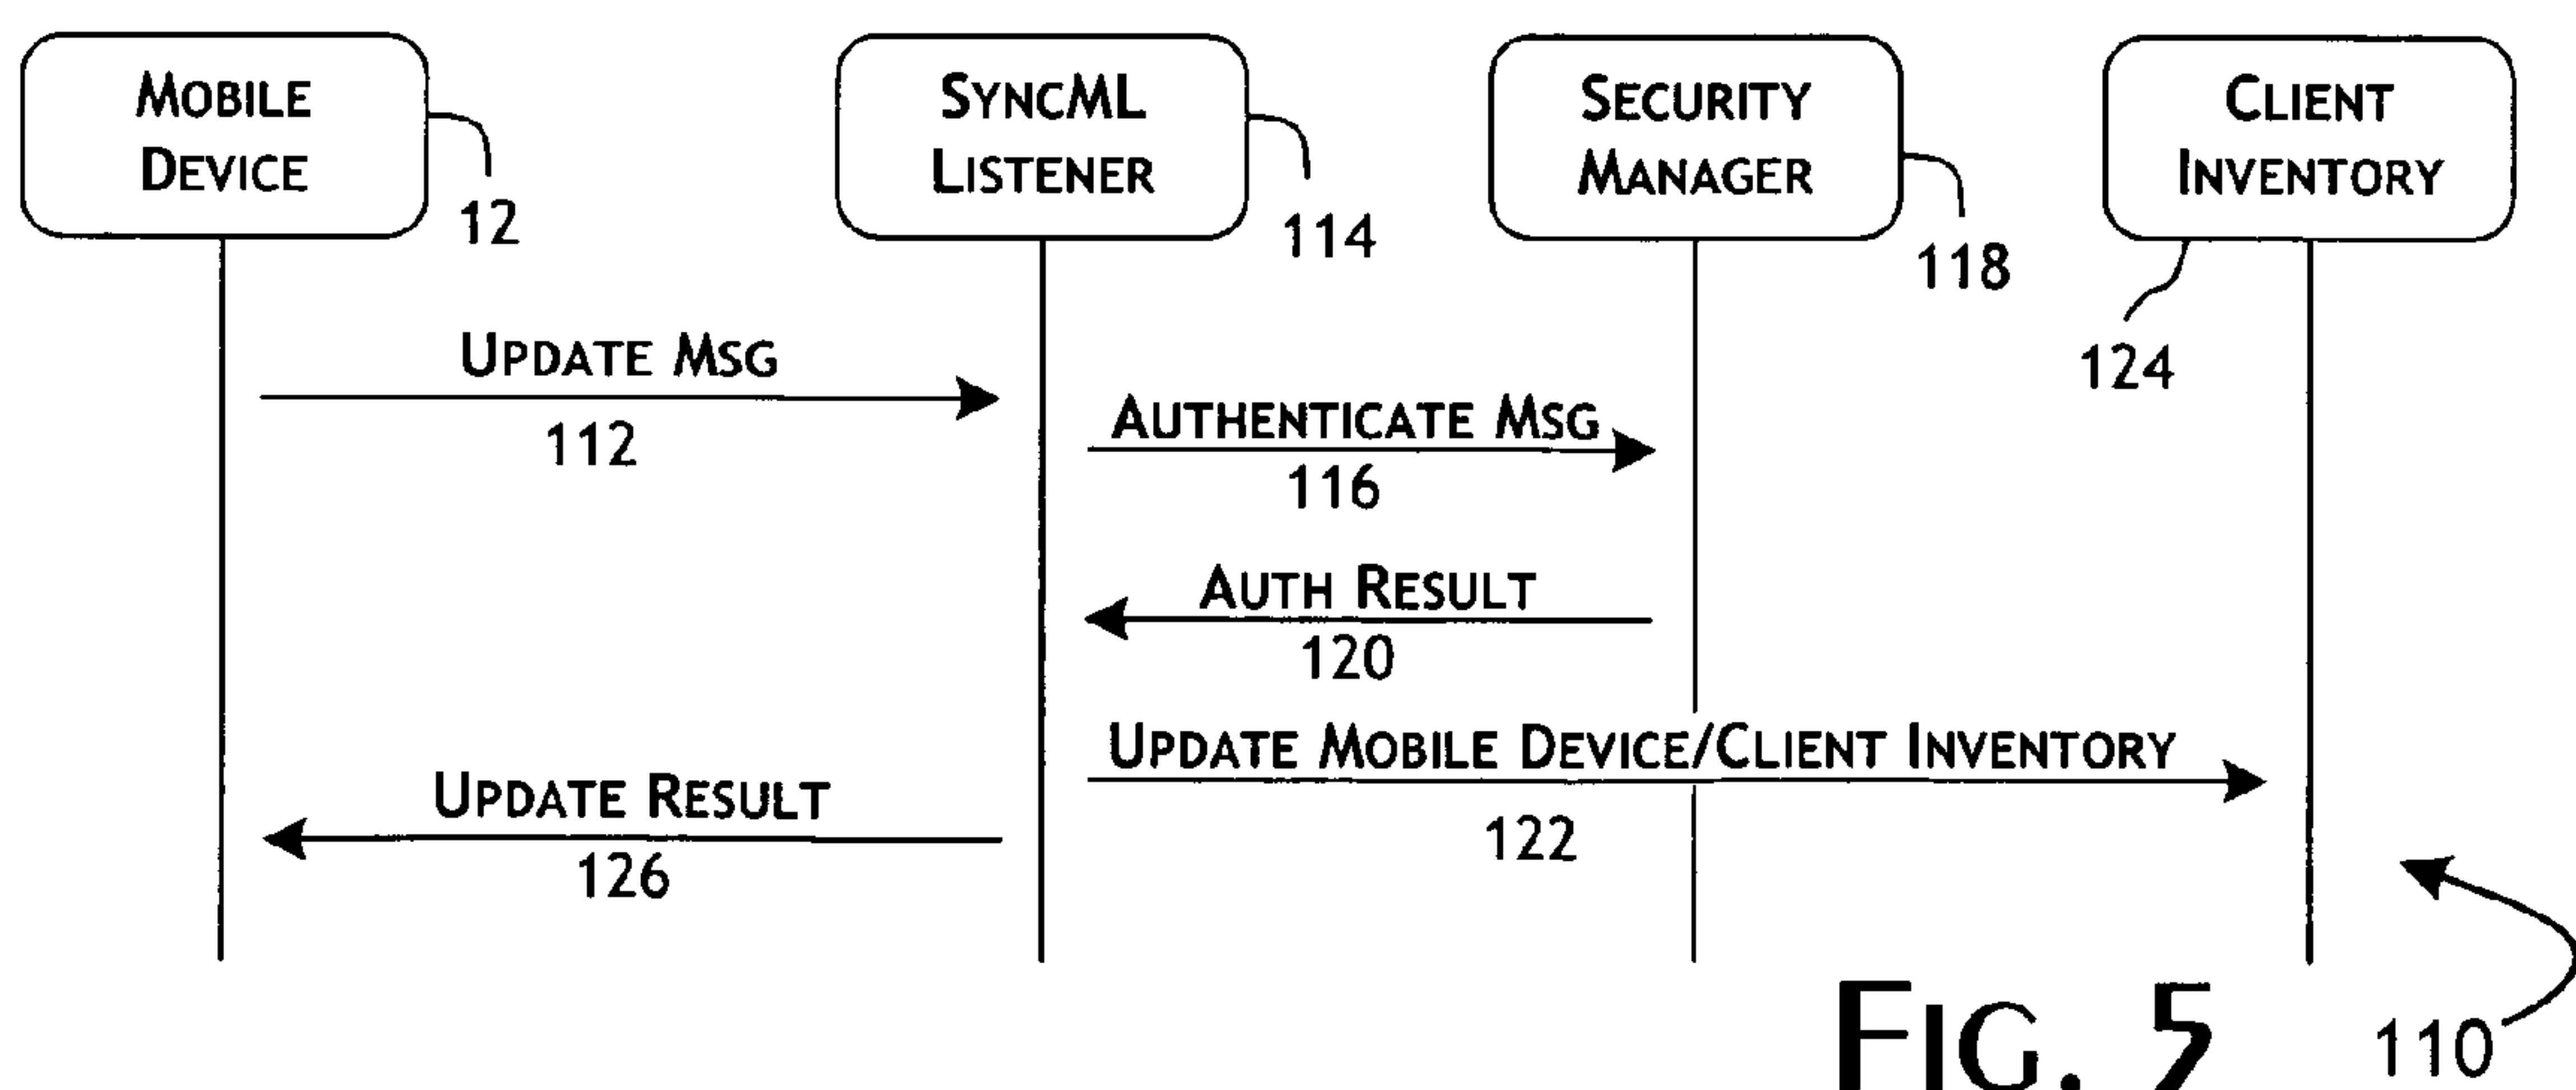 MOBILE
DEVICE
12
SYNCML
LISTENER
114
SECURITY
MANAGER
118
CLIENT
INVENTORY
124
UPDATE MSG
112
AUTHENTICATE MSG
116
AUTH RESULT
120
UPDATE MOBILE DEVICE/CLIENT INVENTORY
122
UPDATE RESULT
126
FIG. 5
110